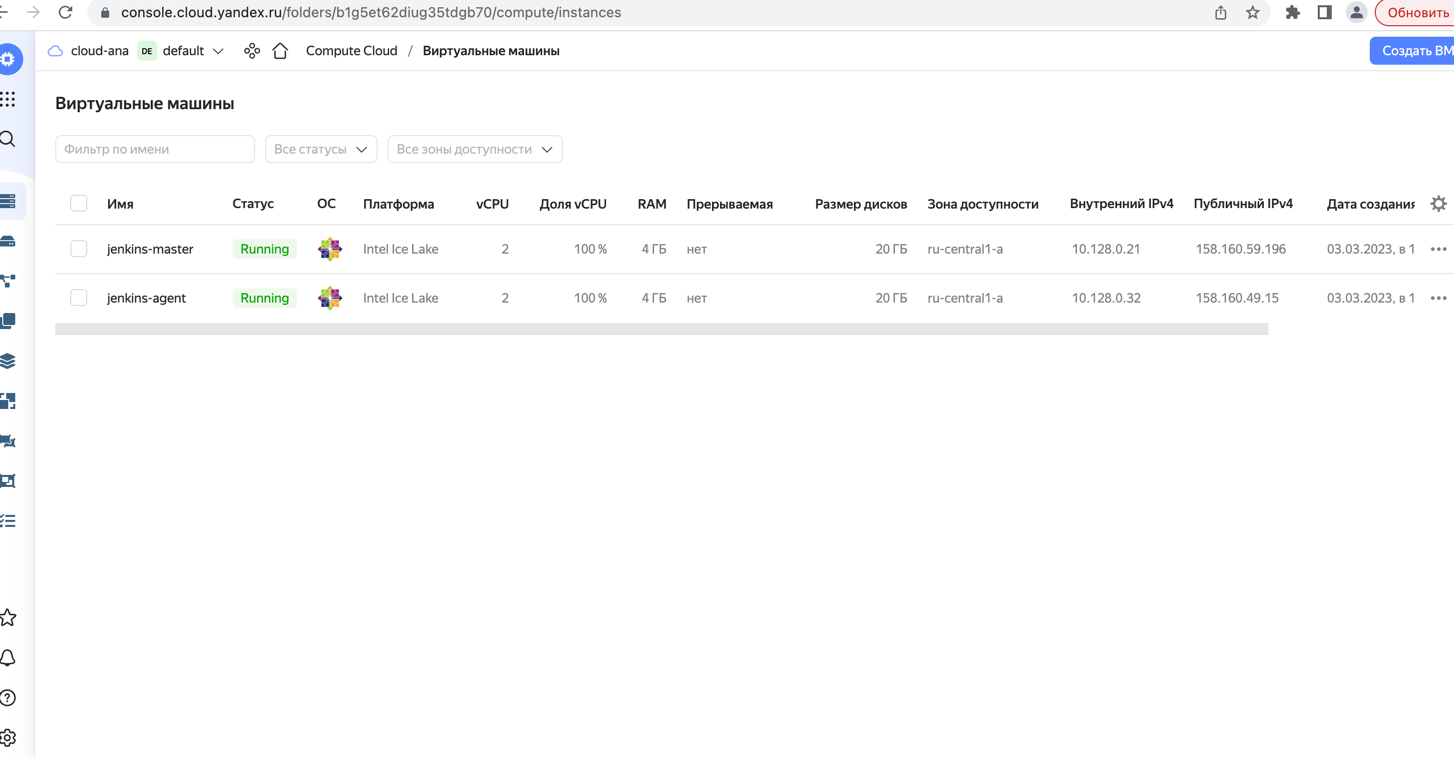 console.cloud.yandex.ru/folders/b1g5et62diug35tdgb70/compute/instances
Обновить
cloud-ana DE default Compute Cloud / Виртуальные машины
Создать ВМ
Виртуальные машины
Фильтр по имени Все статусы Все зоны доступности
Имя Статус ОС Платформа vCPU Доля vCPU RAM Прерываемая Размер дисков Зона доступности Внутренний IPv4 Публичный IPv4 Дата создания
jenkins-master Running Intel Ice Lake 2 100 % 4 ГБ нет 20 ГБ ru-central1-a 10.128.0.21 158.160.59.196 03.03.2023, в 1
jenkins-agent Running Intel Ice Lake 2 100 % 4 ГБ нет 20 ГБ ru-central1-a 10.128.0.32 158.160.49.15 03.03.2023, в 1